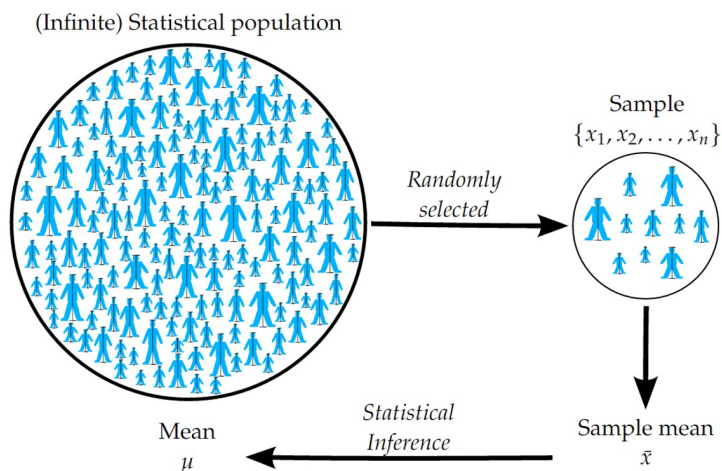 (Infinite) Statistical population
Sample
{x₁, x₂, . . . , xₙ}
Randomly
selected
Statistical
Inference
Sample mean
x̄
Mean
μ